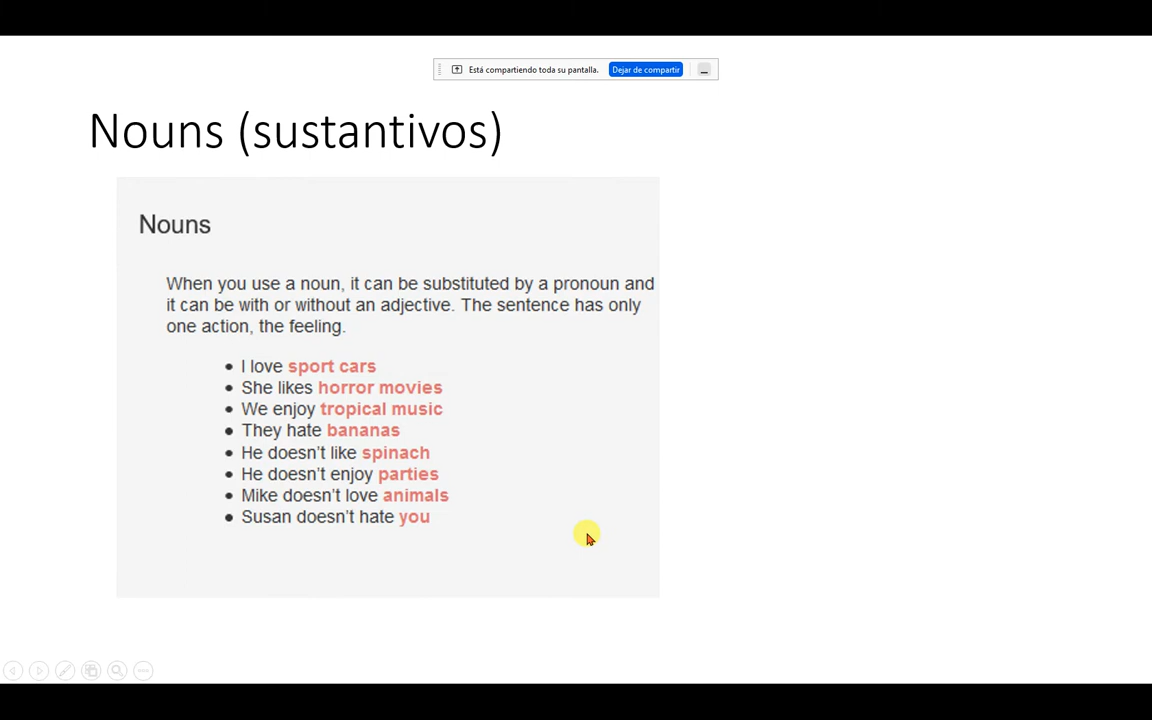 Está compartiendo toda su pantalla. Dejar de compartir
Nouns (sustantivos)
Nouns
When you use a noun, it can be substituted by a pronoun and
it can be with or without an adjective. The sentence has only
one action, the feeling.
• I love sport cars
• She likes horror movies
• We enjoy tropical music
• They hate bananas
• He doesn't like spinach
• He doesn't enjoy parties
• Mike doesn't love animals
• Susan doesn't hate you